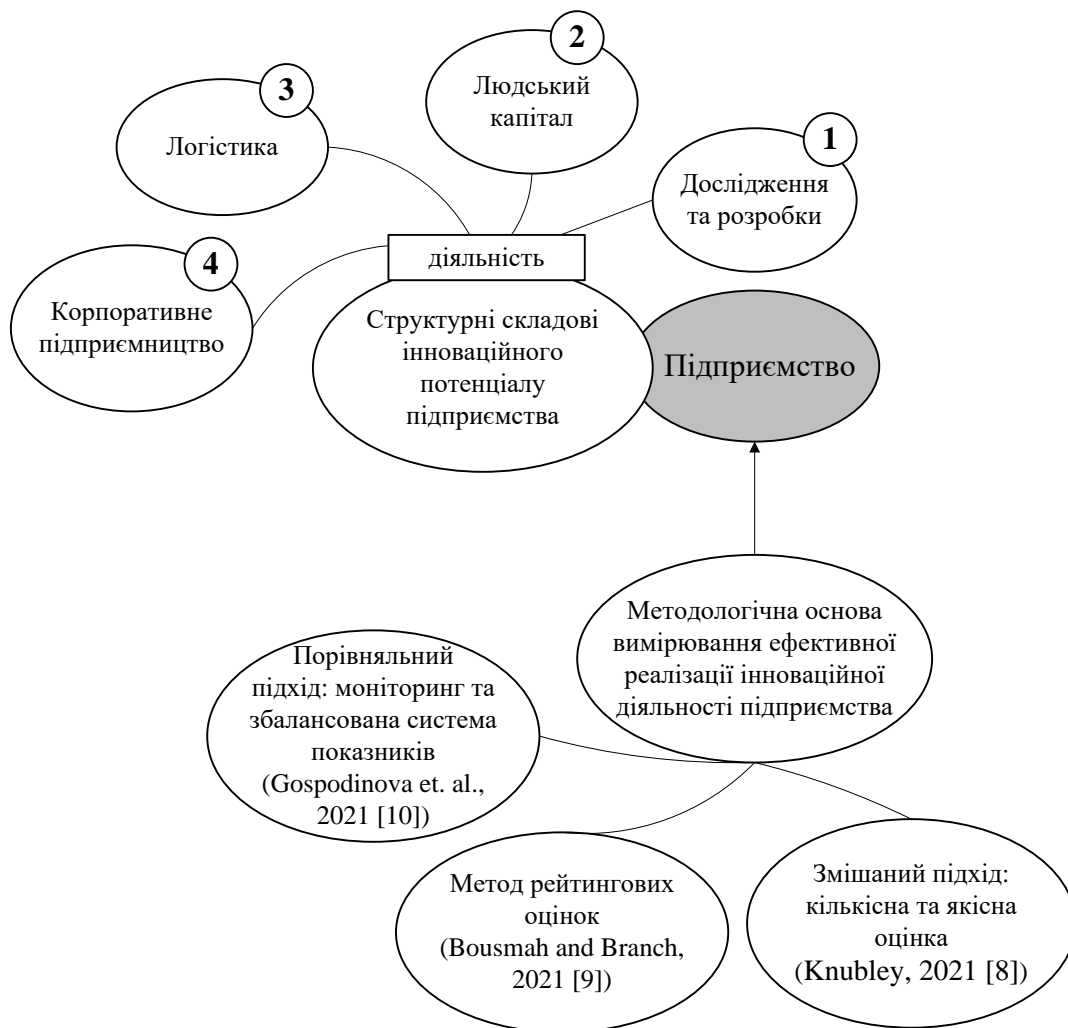 2
Людський
капітал
3
Логістика
1
Дослідження
та розробки
4
Корпоративне
підприємництво
діяльність
Структурні складові
інноваційного
потенціалу
підприємства
Підприємство
Методологічна основа
вимірювання ефективної
реалізації інноваційної
діяльності підприємства
Порівняльний
підхід: моніторинг та
збалансована система
показників
(Gospodinova et. al.,
2021 [10])
Метод рейтингових
оцінок
(Bousmah and Branch,
2021 [9])
Змішаний підхід:
кількісна та якісна
оцінка
(Knubley, 2021 [8])